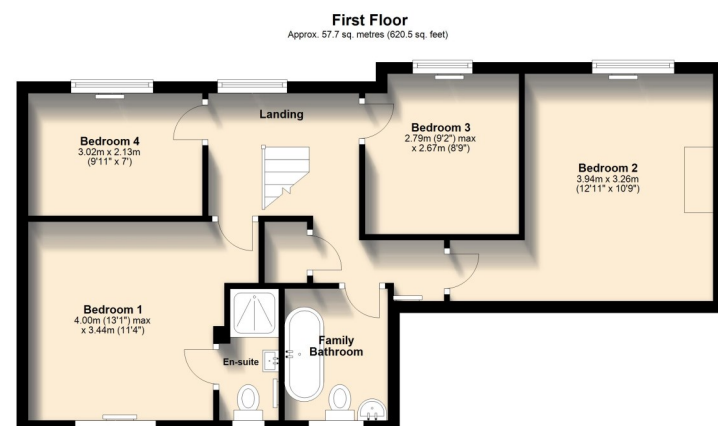 First Floor
Approx. 57.7 sq. metres (620.5 sq. feet)
Landing
Bedroom 4
3.02m x 2.13m
(9'11" x 7')
Bedroom 3
2.79m (9'2") max
x 2.67m (8'9")
Bedroom 2
3.94m x 3.26m
(12'11" x 10'9")
Bedroom 1
4.00m (13'1") max
x 3.44m (11'4")
En-suite
Family
Bathroom